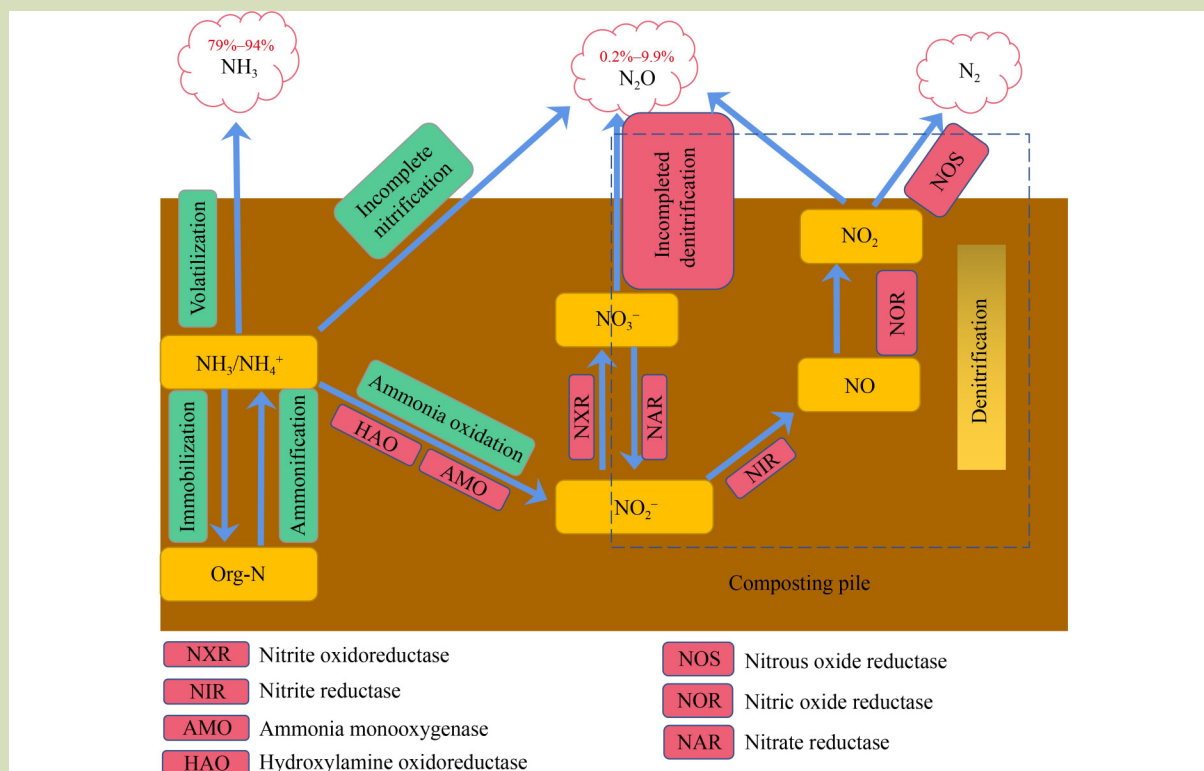 79%–94%
NH₃
0.2%–9.9%
N₂O
N₂
Volatilization
Incomplete
nitrification
Incompleted
denitrification
NOS
NO₂
NOR
NO₃⁻
NH₃/NH₄⁺
NO
Denitrification
Ammonia oxidation
HAO
AMO
NXR
NAR
NIR
Immobilization
Ammonification
NO₂⁻
Org-N
Composting pile
NXR Nitrite oxidoreductase
NIR Nitrite reductase
AMO Ammonia monooxygenase
HAO Hydroxylamine oxidoreductase
NOS Nitrous oxide reductase
NOR Nitric oxide reductase
NAR Nitrate reductase